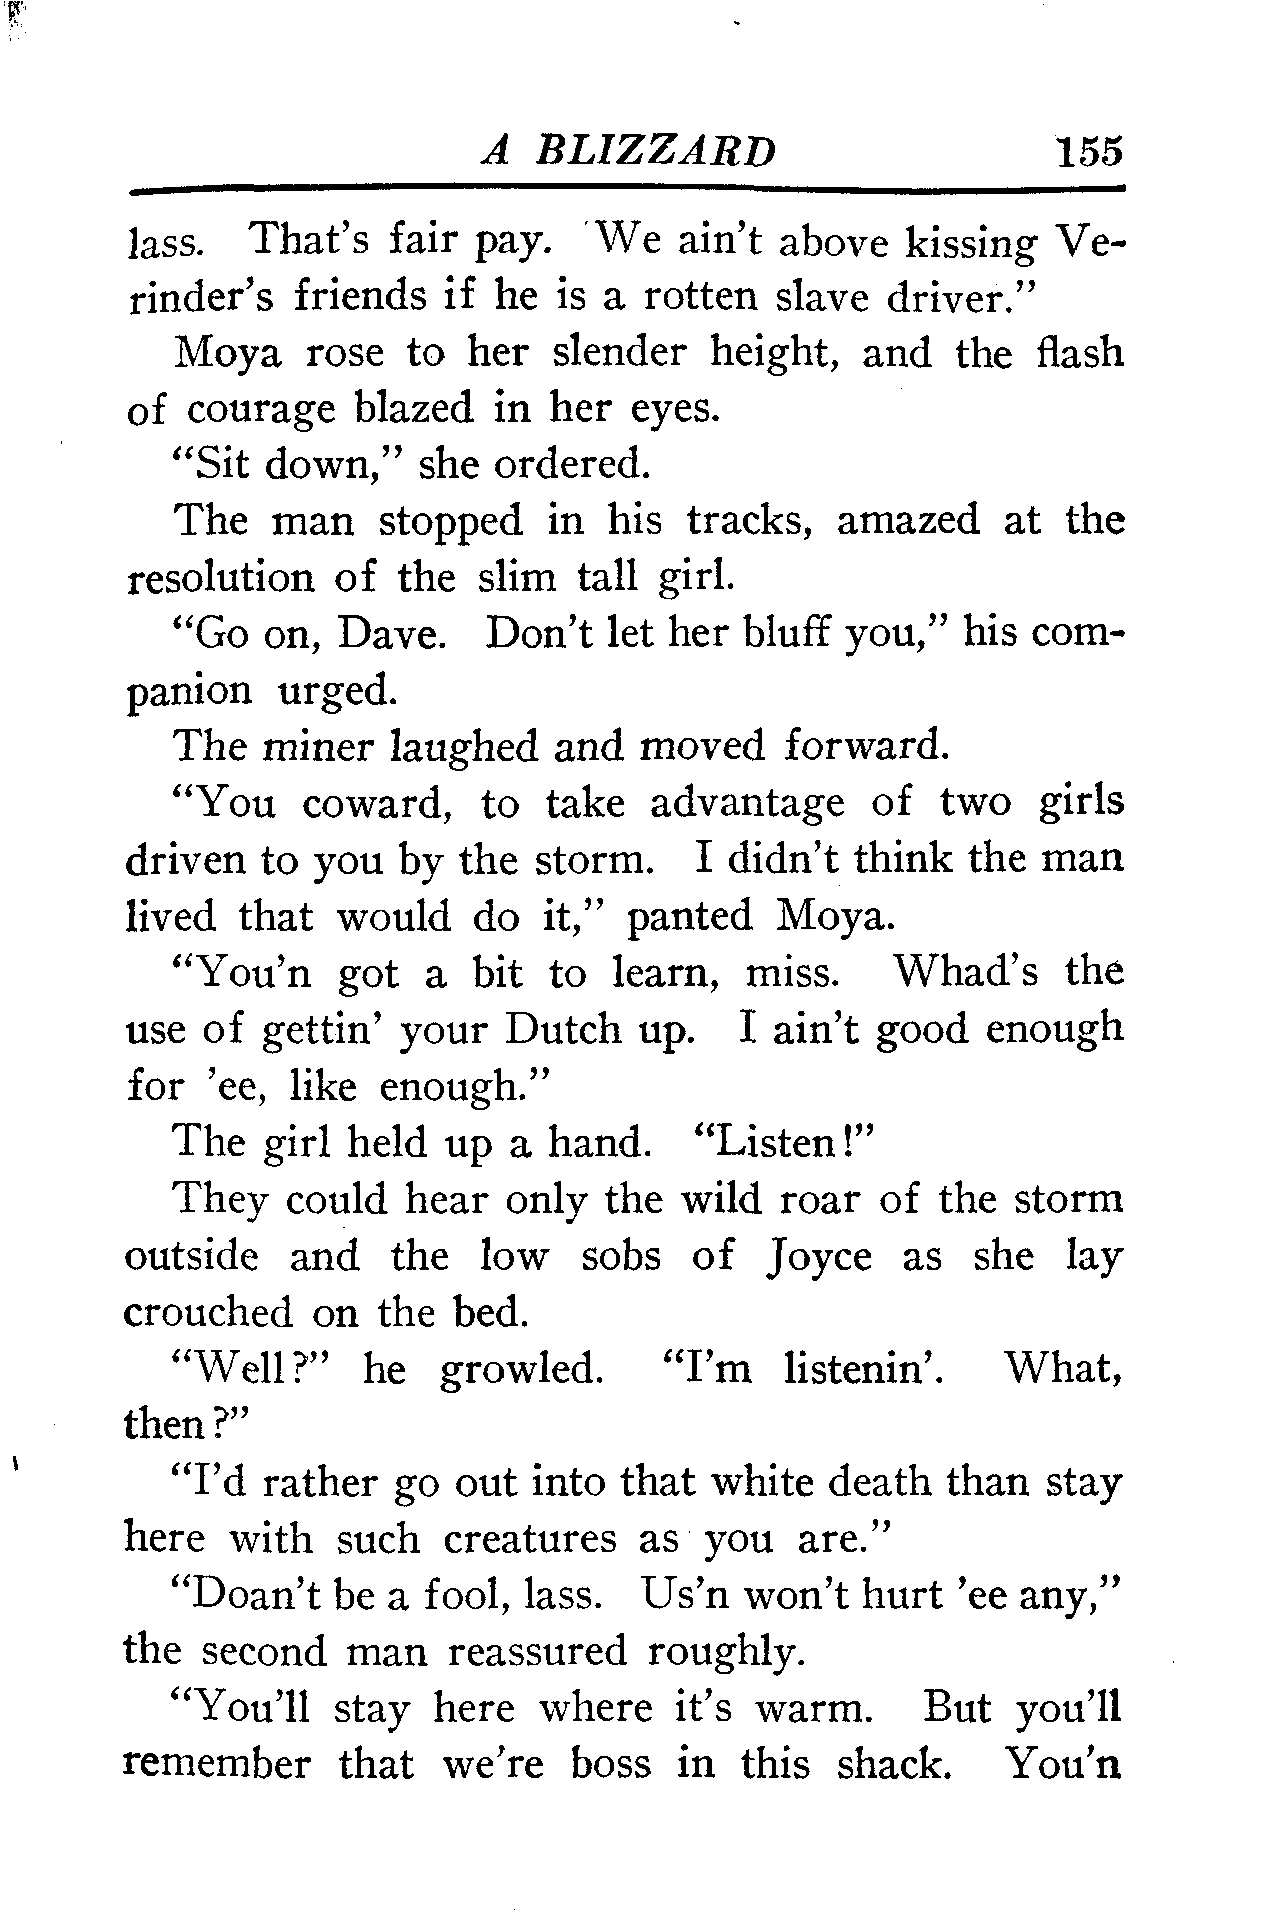 A BLIZZARD 155
lass. That's fair pay. We ain't above kissing Ve-
rinder's friends if he is a rotten slave driver."
Moya rose to her slender height, and the flash
of courage blazed in her eyes.
"Sit down," she ordered.
The man stopped in his tracks, amazed at the
resolution of the slim tall girl.
"Go on, Dave. Don't let her bluff you," his com-
panion urged.
The miner laughed and moved forward.
"You coward, to take advantage of two girls
driven to you by the storm. I didn't think the man
lived that would do it," panted Moya.
"You'n got a bit to learn, miss. Whad's the
use of gettin' your Dutch up. I ain't good enough
for 'ee, like enough."
The girl held up a hand. "Listen!"
They could hear only the wild roar of the storm
outside and the low sobs of Joyce as she lay
crouched on the bed.
"Well?" he growled. "I'm listenin'. What,
then?"
"I'd rather go out into that white death than stay
here with such creatures as you are."
"Doan't be a fool, lass. Us'n won't hurt 'ee any,"
the second man reassured roughly.
"You'll stay here where it's warm. But you'll
remember that we're boss in this shack. You'n